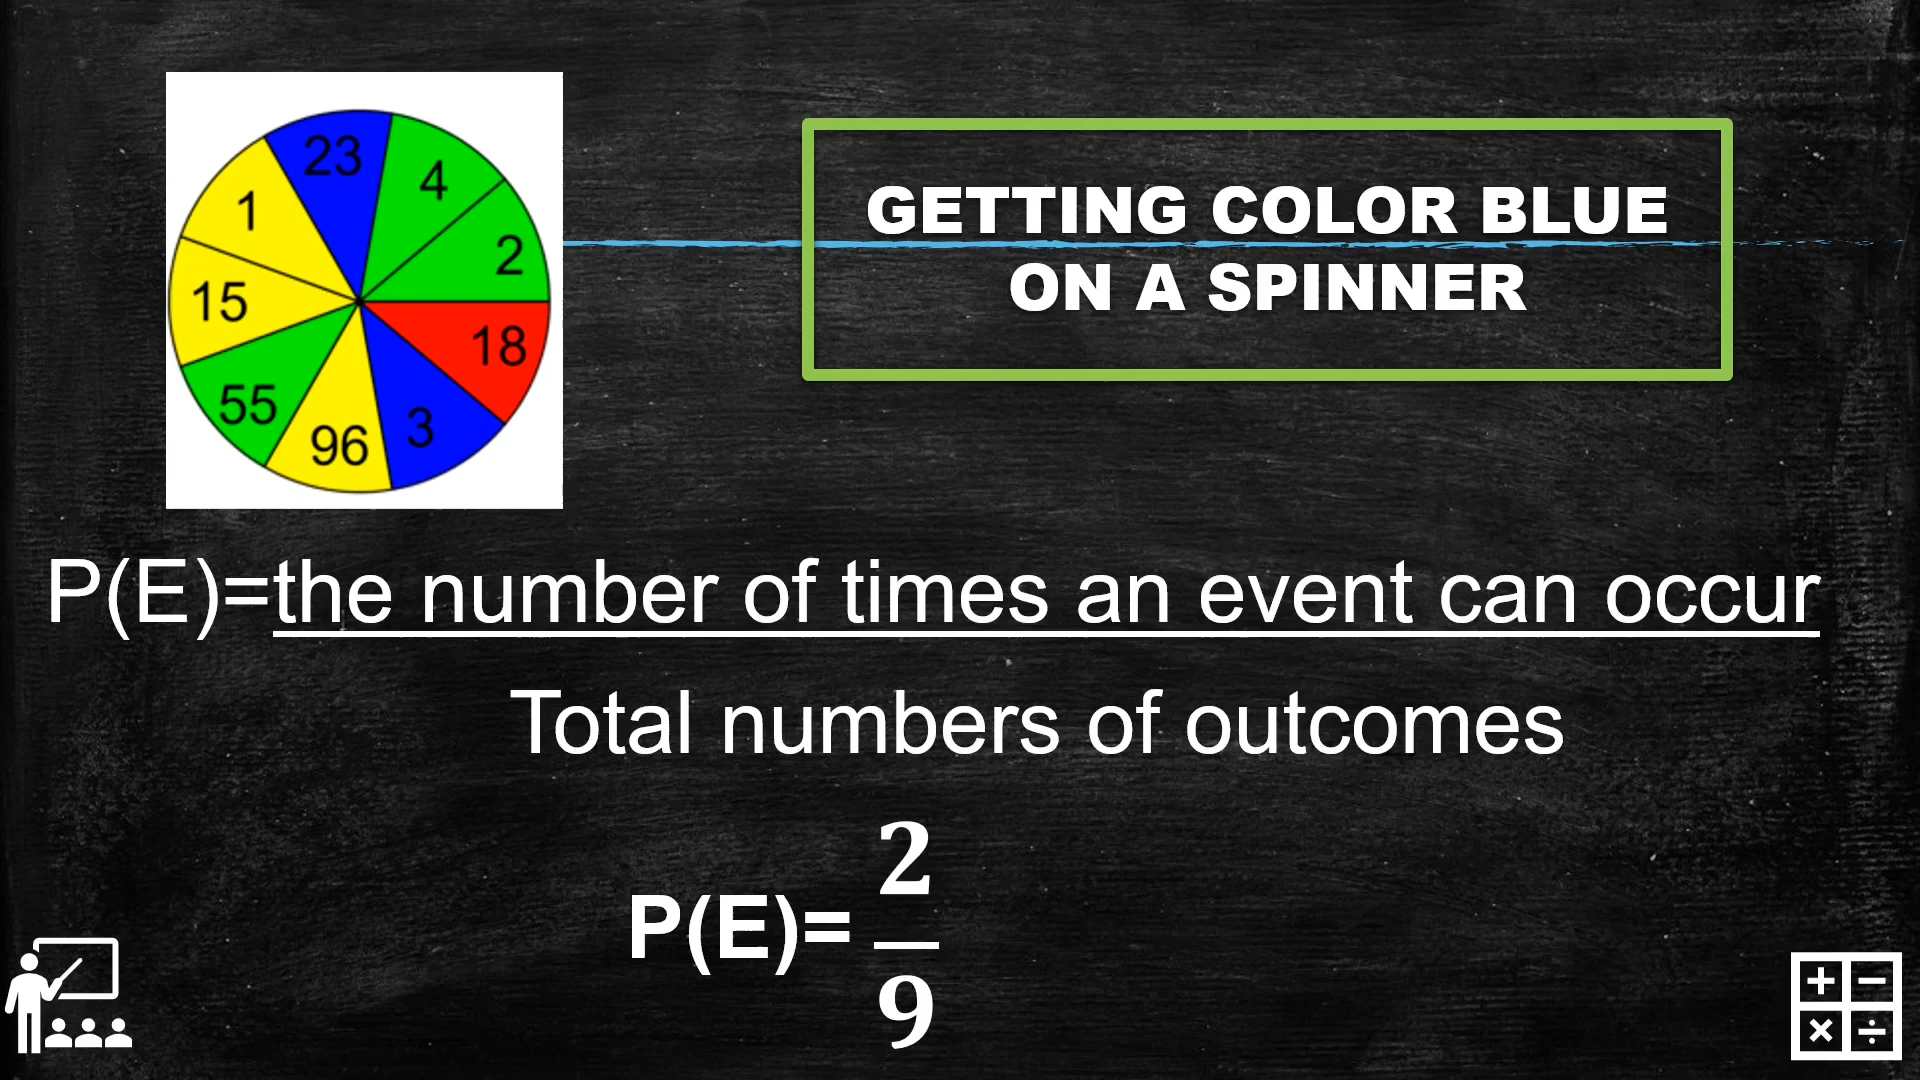 23
4
1
2
15
18
55
3
96
GETTING COLOR BLUE
ON A SPINNER
P(E)=the number of times an event can occur
Total numbers of outcomes
P(E)= 2
9
+ −
× ÷